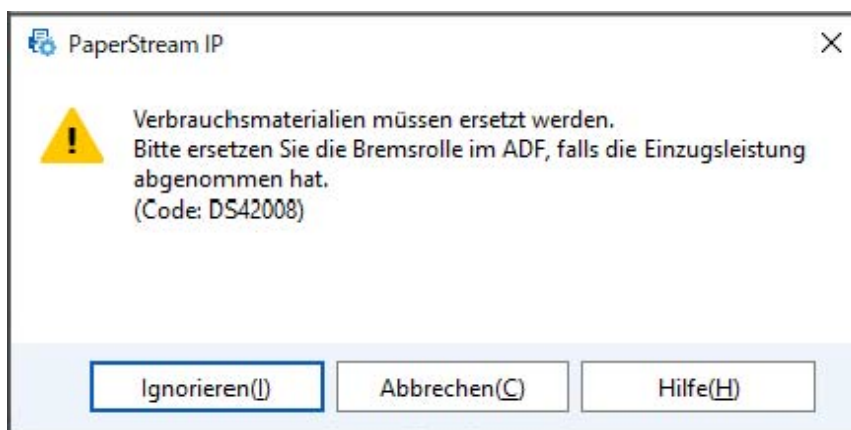 PaperStream IP
Verbrauchsmaterialien müssen ersetzt werden.
Bitte ersetzen Sie die Bremsrolle im ADF, falls die Einzugsleistung
abgenommen hat.
(Code: DS42008)
Ignorieren(I) Abbrechen(C) Hilfe(H)